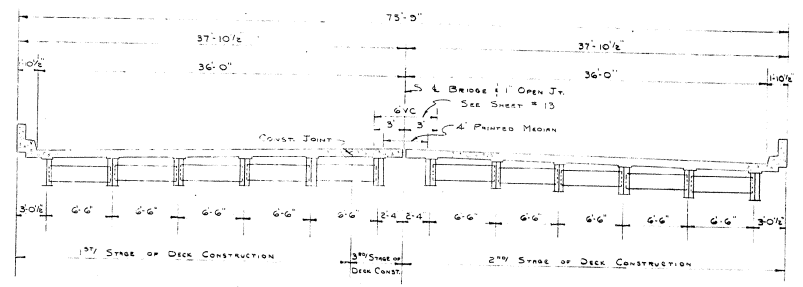 75'-9"
37'-10½"
37'-10½"
1'-10½"
36'-0"
36'-0"
1'-10½"
S ℄ BRIDGE & 1" OPEN JT.
SEE SHEET # 13
6'VC
3'
3'
4' PAINTED MEDIAN
CONST. JOINT
3'-0½"
6'-6"
6'-6"
6'-6"
6'-6"
6'-6"
2'-4
2'-4"
6'-6"
6'-6"
6'-6"
6'-6"
6'-6"
3'-0½"
1ST/ STAGE OF DECK CONSTRUCTION
3RD/ STAGE OF
DECK CONST.
2ND/ STAGE OF DECK CONSTRUCTION